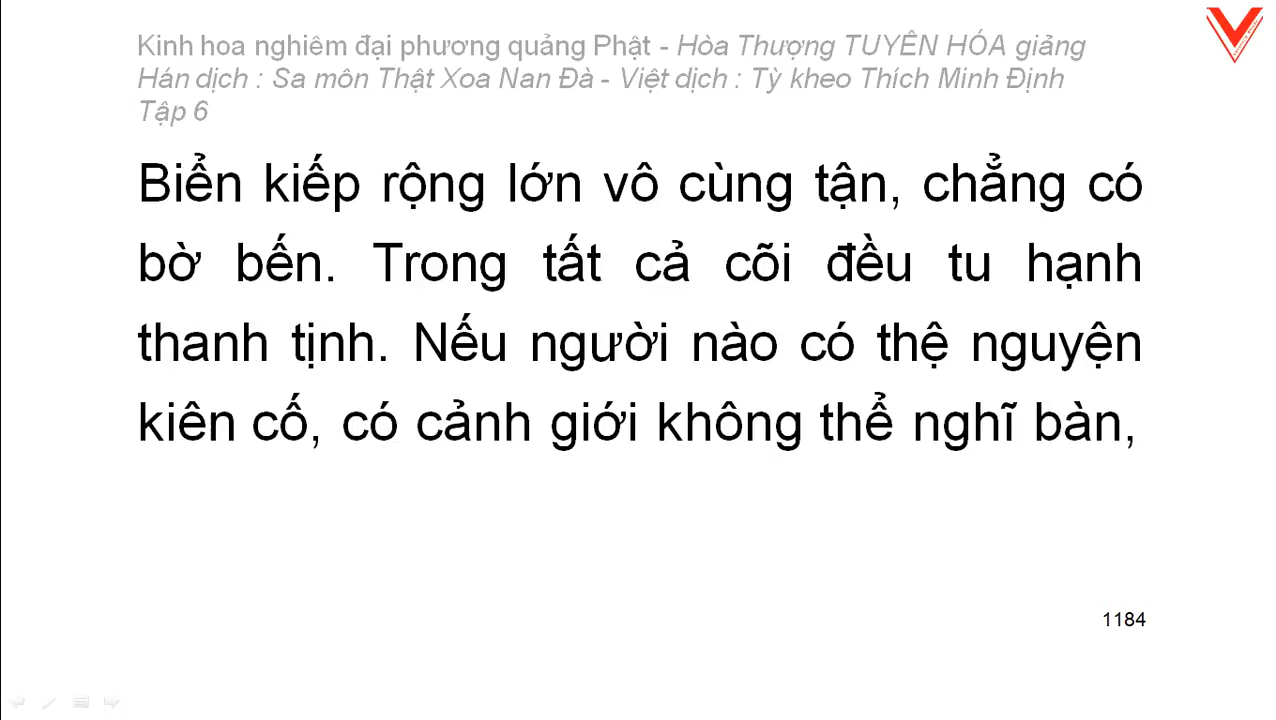 Kinh hoa nghiêm đại phương quảng Phật - Hòa Thượng TUYÊN HÓA giảng
Hán dịch : Sa môn Thật Xoa Nan Đà - Việt dịch : Tỳ kheo Thích Minh Định
Tập 6
Biển kiếp rộng lớn vô cùng tận, chẳng có
bờ bến. Trong tất cả cõi đều tu hạnh
thanh tịnh. Nếu người nào có thệ nguyện
kiên cố, có cảnh giới không thể nghĩ bàn,
1184